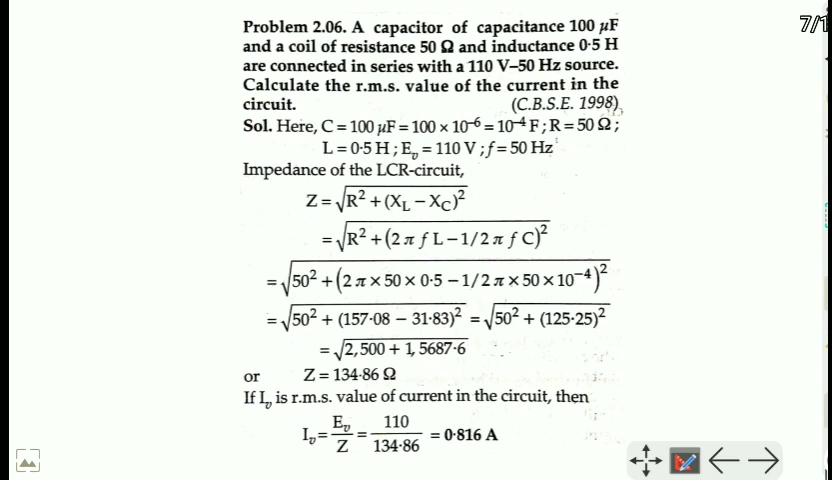 7/1
Problem 2.06. A capacitor of capacitance 100 μF
and a coil of resistance 50 Ω and inductance 0·5 H
are connected in series with a 110 V–50 Hz source.
Calculate the r.m.s. value of the current in the
circuit. (C.B.S.E. 1998)
Sol. Here, C = 100 μF = 100 × 10⁻⁶ = 10⁻⁴ F ; R = 50 Ω ;
L = 0·5 H ; Eᵥ = 110 V ; f = 50 Hz
Impedance of the LCR-circuit,
Z = √(R² + (X_L – X_C)²)
= √(R² + (2 π f L – 1/2 π f C)²)
= √(50² + (2 π × 50 × 0·5 – 1/2 π × 50 × 10⁻⁴)²)
= √(50² + (157·08 – 31·83)²) = √(50² + (125·25)²)
= √(2,500 + 1,5687·6)
or Z = 134·86 Ω
If Iᵥ is r.m.s. value of current in the circuit, then
Iᵥ = Eᵥ/Z = 110/134·86 = 0·816 A